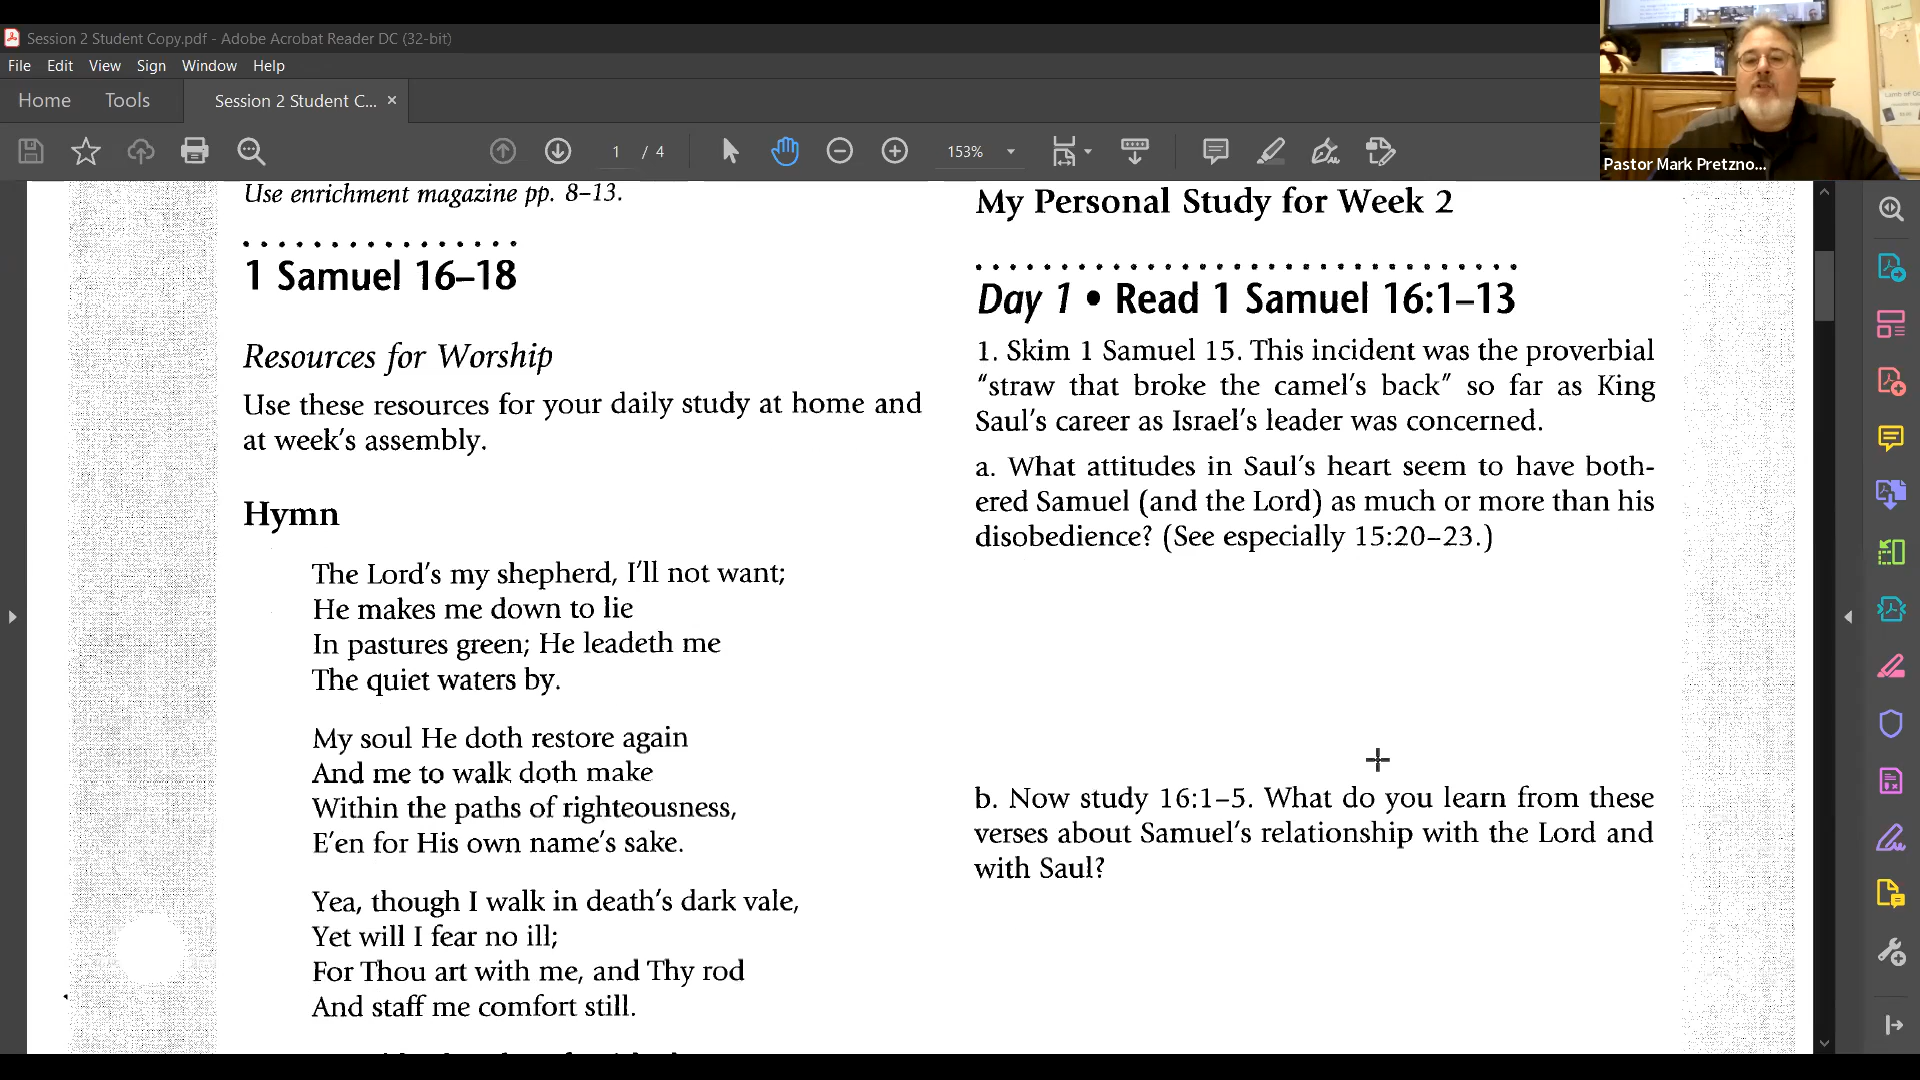 Session 2 Student Copy.pdf - Adobe Acrobat Reader DC (32-bit)
File Edit View Sign Window Help
Home Tools Session 2 Student C... ×
1 / 4 153%
Pastor Mark Pretzno...
Use enrichment magazine pp. 8–13.
1 Samuel 16–18
Resources for Worship
Use these resources for your daily study at home and
at week's assembly.
Hymn
The Lord's my shepherd, I'll not want;
He makes me down to lie
In pastures green; He leadeth me
The quiet waters by.
My soul He doth restore again
And me to walk doth make
Within the paths of righteousness,
E'en for His own name's sake.
Yea, though I walk in death's dark vale,
Yet will I fear no ill;
For Thou art with me, and Thy rod
And staff me comfort still.
My Personal Study for Week 2
Day 1 • Read 1 Samuel 16:1–13
1. Skim 1 Samuel 15. This incident was the proverbial
"straw that broke the camel's back" so far as King
Saul's career as Israel's leader was concerned.
a. What attitudes in Saul's heart seem to have both-
ered Samuel (and the Lord) as much or more than his
disobedience? (See especially 15:20–23.)
b. Now study 16:1–5. What do you learn from these
verses about Samuel's relationship with the Lord and
with Saul?